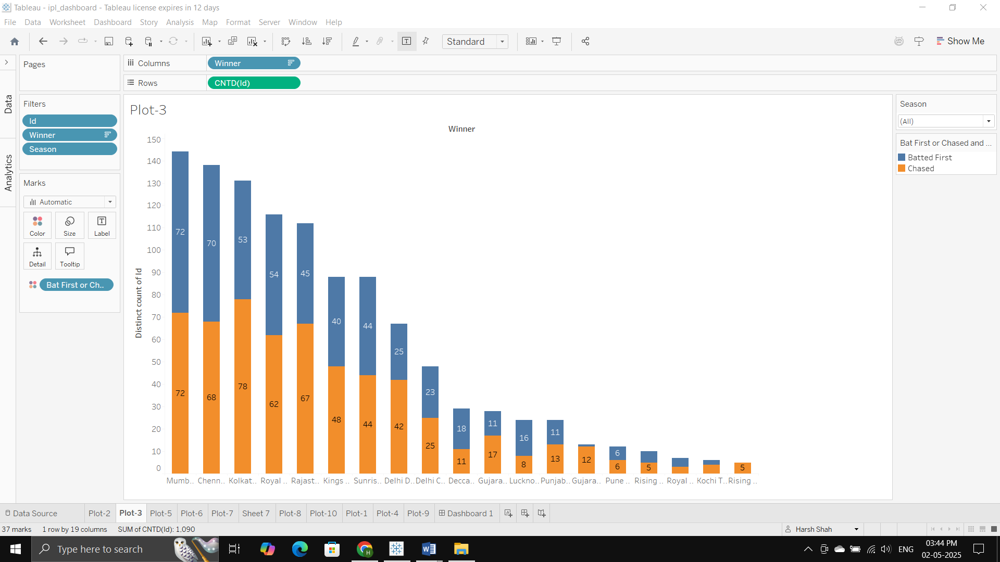 Tableau - ipl_dashboard - Tableau license expires in 12 days
File Data Worksheet Dashboard Story Analysis Map Format Server Window Help
Standard
Show Me
Pages
Columns
Winner
Rows
CNTD(Id)
Data
Analytics
Filters
Id
Winner
Season
Marks
Automatic
Color Size Label
Detail Tooltip
Bat First or Ch..
Plot-3
Winner
Distinct count of Id
150
140
130
120
110
100
90
80
70
60
50
40
30
20
10
0
72 70 53 54 45 40 44 25 23 18 11 16 11 6
72 68 78 62 67 48 44 42 25 11 17 8 13 12 6 5 5
Mumb.. Chenn.. Kolkat.. Royal .. Rajast.. Kings .. Sunris.. Delhi D.. Delhi C.. Decca.. Gujara.. Luckno.. Punjab.. Gujara.. Pune .. Rising .. Royal .. Kochi T.. Rising ..
Season
(All)
Bat First or Chased and ...
Batted First
Chased
Data Source Plot-2 Plot-3 Plot-5 Plot-6 Plot-7 Sheet 7 Plot-8 Plot-10 Plot-1 Plot-4 Plot-9 Dashboard 1
37 marks 1 row by 19 columns SUM of CNTD(Id): 1,090
Harsh Shah
Type here to search
ENG
03:44 PM
02-05-2025